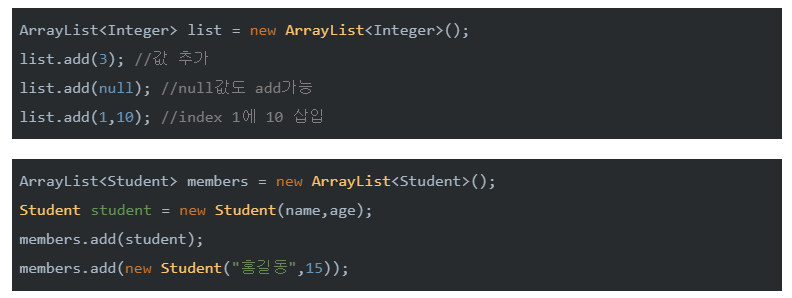 ArrayList<Integer> list = new ArrayList<Integer>();
list.add(3); //값 추가
list.add(null); //null값도 add가능
list.add(1,10); //index 1에 10 삽입
ArrayList<Student> members = new ArrayList<Student>();
Student student = new Student(name,age);
members.add(student);
members.add(new Student("홍길동",15));